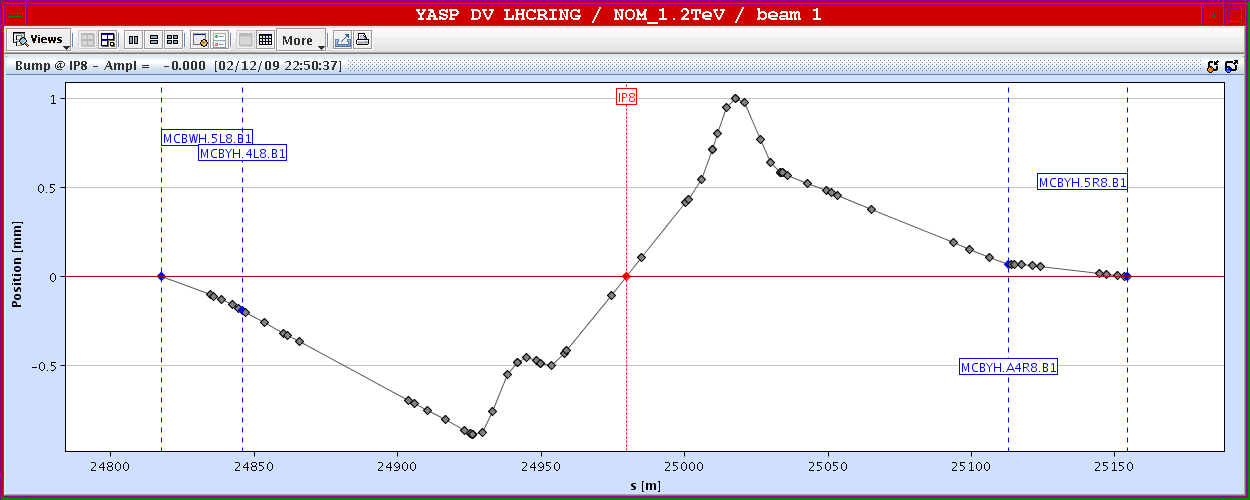 YASP DV LHCRING / NOM_1.2TeV / beam 1
Views More
Bump @ IP8 - Ampl = -0.000 [02/12/09 22:50:37]
IP8
MCBWH.5L8.B1
MCBYH.4L8.B1
MCBYH.5R8.B1
MCBYH.A4R8.B1
Position [mm]
1
0.5
0
-0.5
24800 24850 24900 24950 25000 25050 25100 25150
s [m]